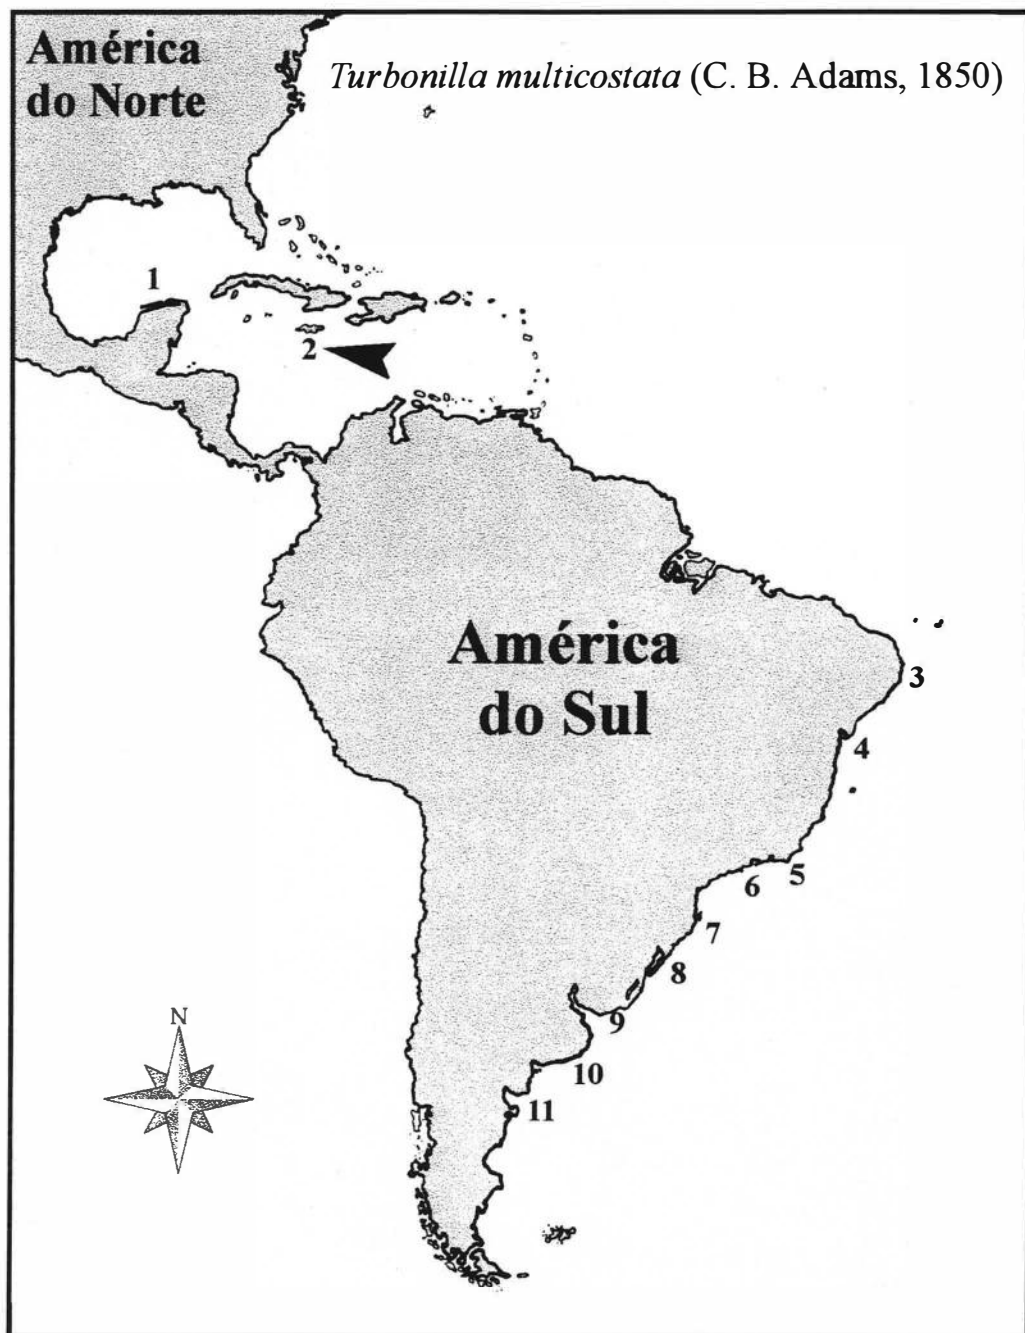 América
do Norte
Turbonilla multicostata (C. B. Adams, 1850)
1
2
América
do Sul
3
4
5
6
7
8
9
10
11
N